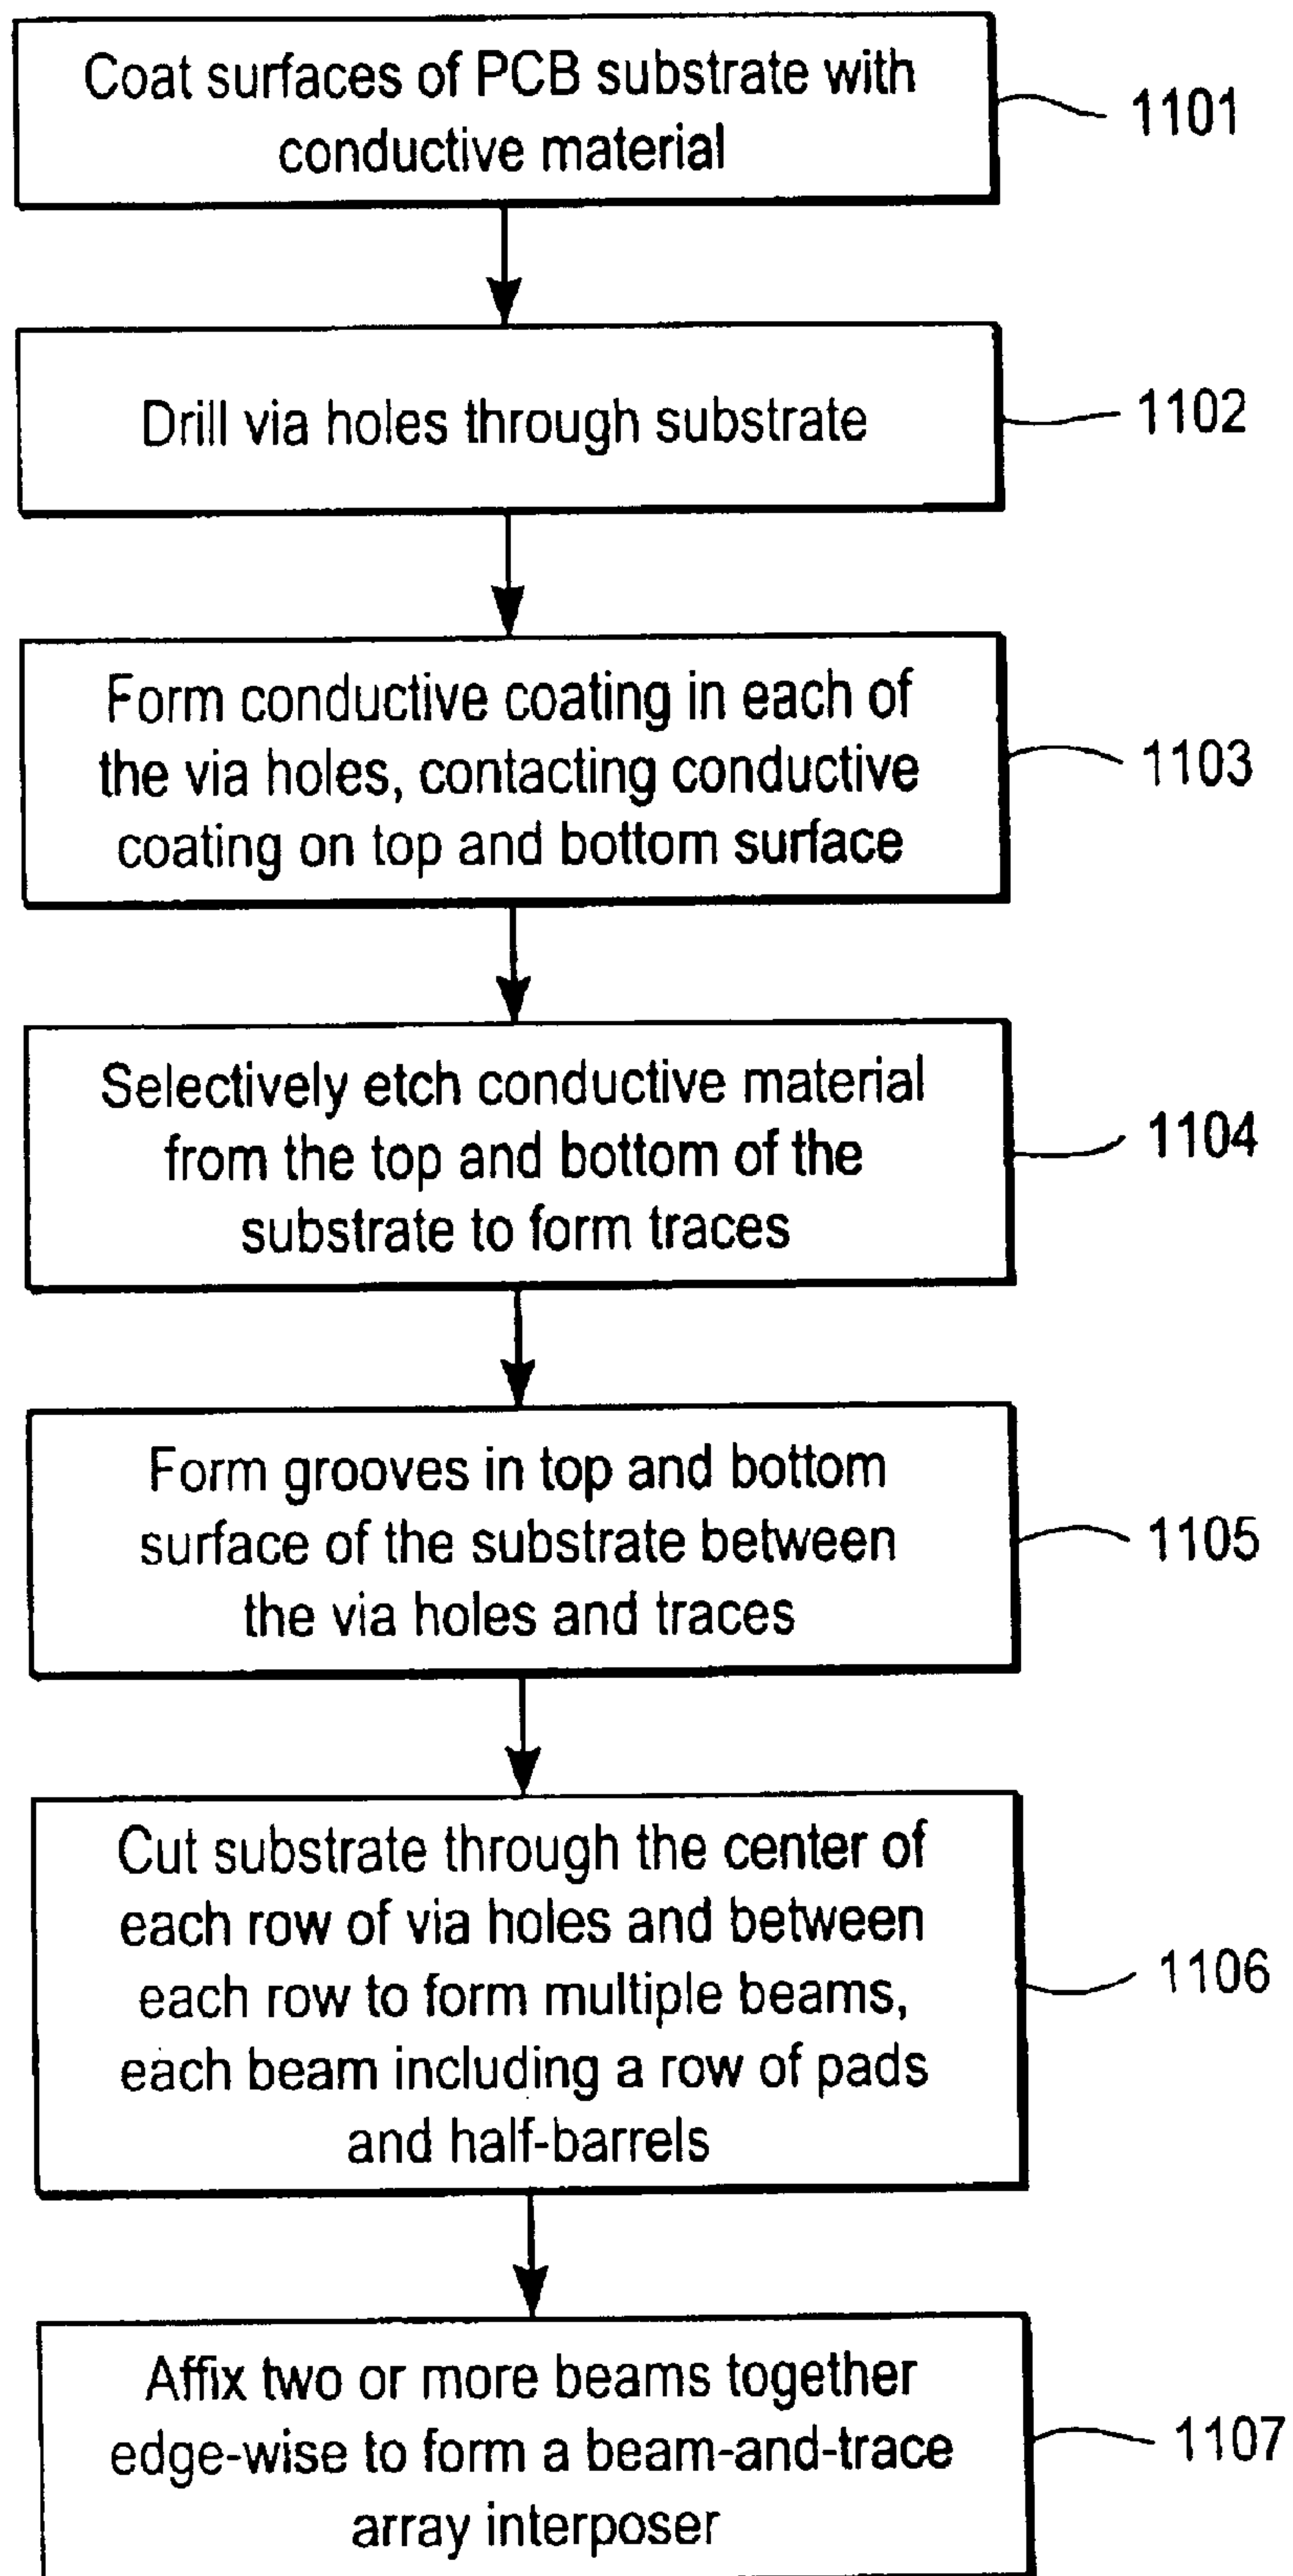 Coat surfaces of PCB substrate with
conductive material
1101
Drill via holes through substrate
1102
Form conductive coating in each of
the via holes, contacting conductive
coating on top and bottom surface
1103
Selectively etch conductive material
from the top and bottom of the
substrate to form traces
1104
Form grooves in top and bottom
surface of the substrate between
the via holes and traces
1105
Cut substrate through the center of
each row of via holes and between
each row to form multiple beams,
each beam including a row of pads
and half-barrels
1106
Affix two or more beams together
edge-wise to form a beam-and-trace
array interposer
1107